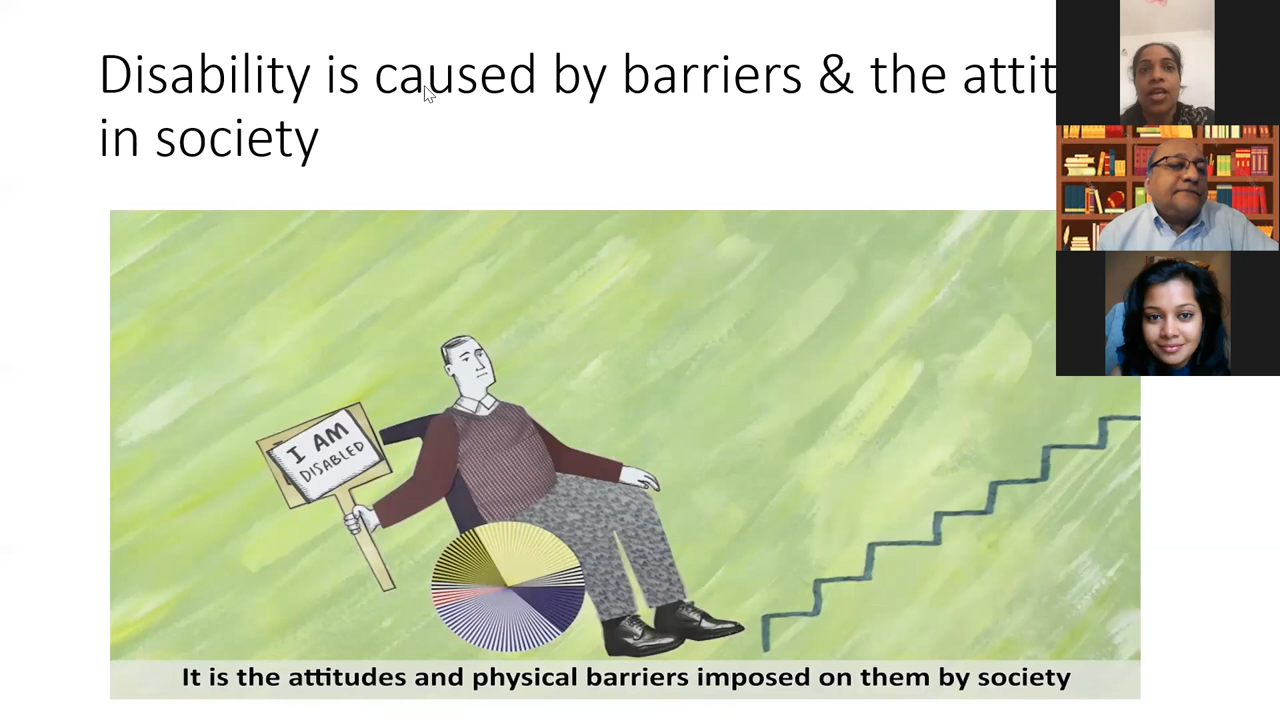 Disability is caused by barriers & the attit
in society
I AM
DISABLED
It is the attitudes and physical barriers imposed on them by society